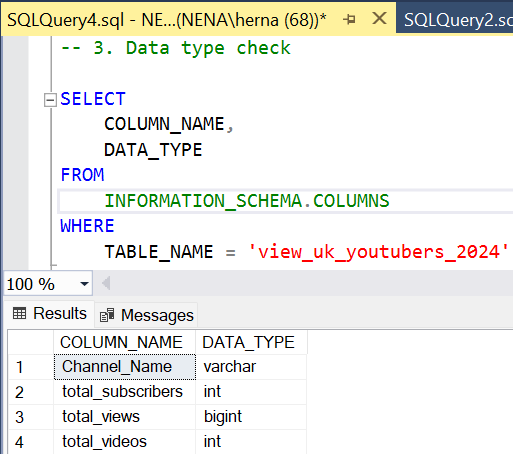 SQLQuery4.sql - NE...(NENA\herna (68))* SQLQuery2.sq
-- 3. Data type check
SELECT
COLUMN_NAME,
DATA_TYPE
FROM
INFORMATION_SCHEMA.COLUMNS
WHERE
TABLE_NAME = 'view_uk_youtubers_2024'
100 %
Results Messages
COLUMN_NAME DATA_TYPE
1 Channel_Name varchar
2 total_subscribers int
3 total_views bigint
4 total_videos int